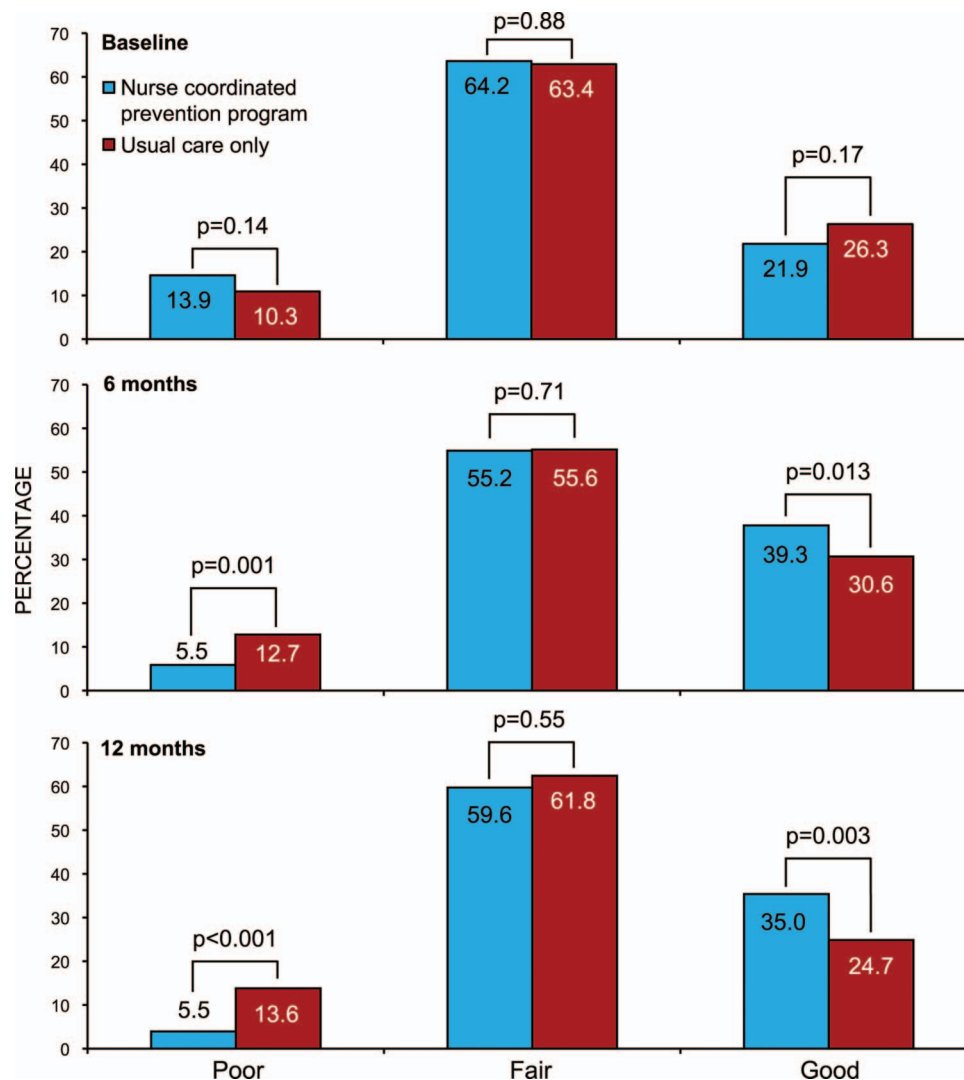 Baseline
Nurse coordinated
prevention program
Usual care only
p=0.14
p=0.88
p=0.17
70
60
50
40
30
20
10
0
13.9
10.3
64.2
63.4
21.9
26.3
PERCENTAGE
6 months
p=0.001
p=0.71
p=0.013
70
60
50
40
30
20
10
0
5.5
12.7
55.2
55.6
39.3
30.6
12 months
p<0.001
p=0.55
p=0.003
70
60
50
40
30
20
10
0
5.5
13.6
59.6
61.8
35.0
24.7
Poor
Fair
Good